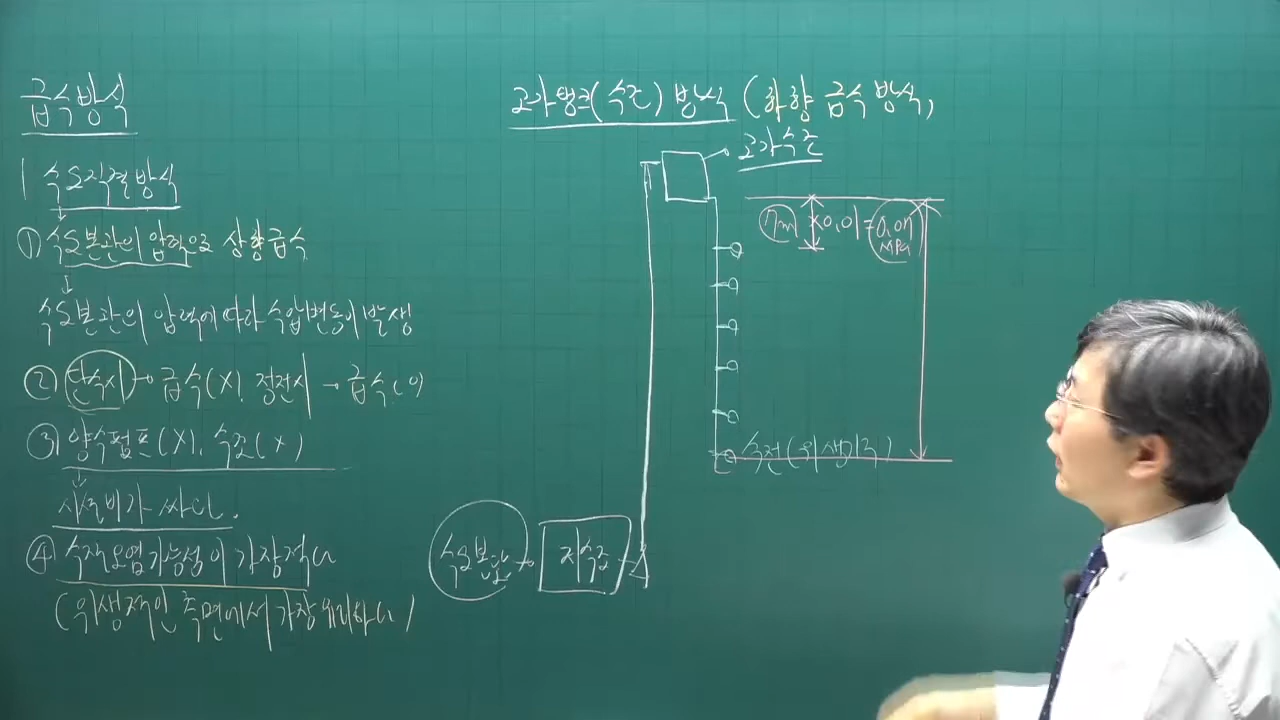 급수방식
1 수도직결방식
① 수도본관의 압력으로 상향급수
↓
수도본관의 압력에 따라 수압변동이 발생
② 단수시 → 급수(X), 정전시 → 급수(O)
③ 양수펌프(X), 수조(X)
↓
시설비가 싸다.
④ 수질오염가능성이 가장적다
(위생적인 측면에서 가장 유리하다)
고가탱크(수조) 방식 (하향 급수 방식)
고가수조
7m × 0.01 = 0.07 MPa
수전(위생기구)
수도본관 → 저수조